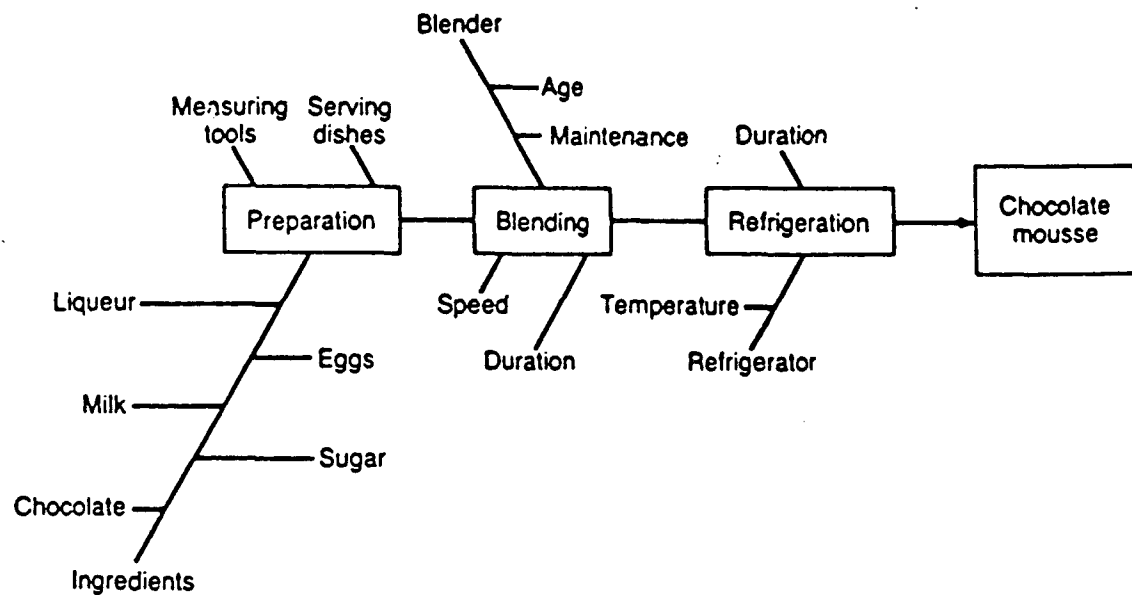 Blender
Age
Measuring
tools
Serving
dishes
Maintenance
Duration
Preparation
Blending
Refrigeration
Chocolate
mousse
Liqueur
Speed
Temperature
Eggs
Duration
Refrigerator
Milk
Sugar
Chocolate
Ingredients